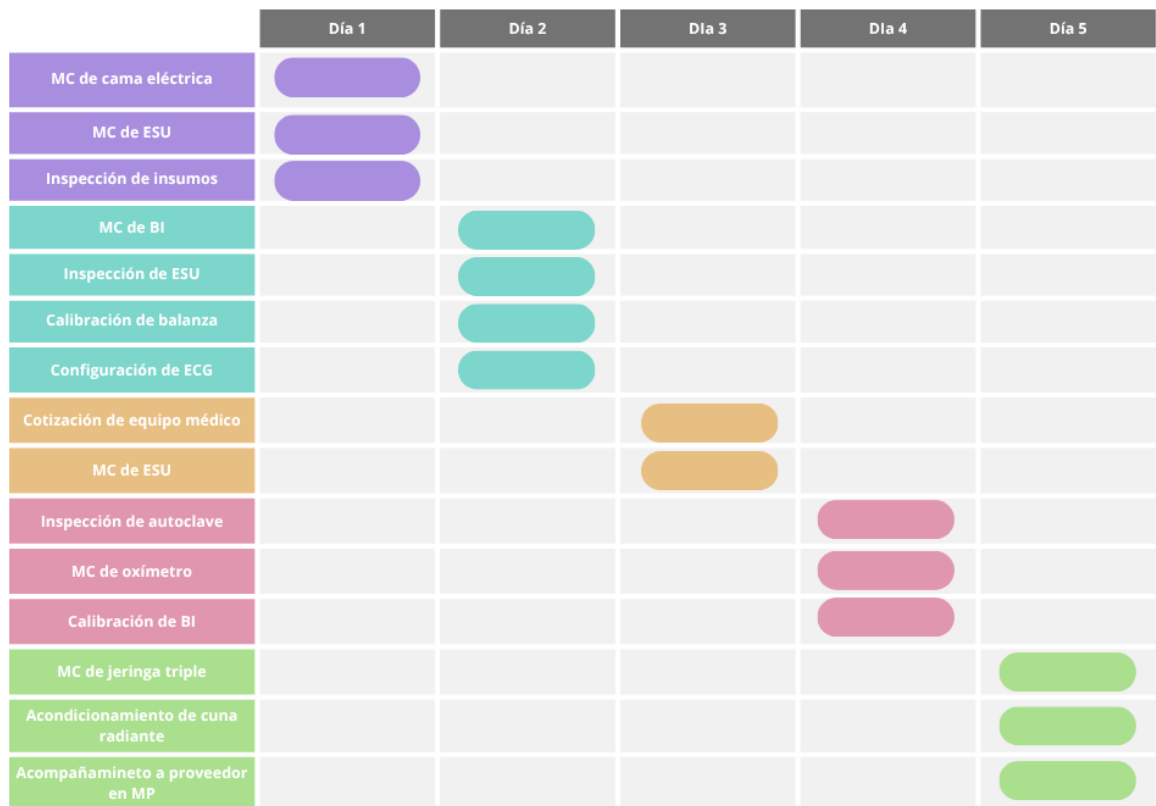 Día 1
Día 2
DIa 3
DIa 4
Día 5
MC de cama eléctrica
MC de ESU
Inspección de insumos
MC de BI
Inspección de ESU
Calibración de balanza
Configuración de ECG
Cotización de equipo médico
MC de ESU
Inspección de autoclave
MC de oxímetro
Calibración de BI
MC de jeringa triple
Acondicionamiento de cuna
radiante
Acompañamineto a proveedor
en MP